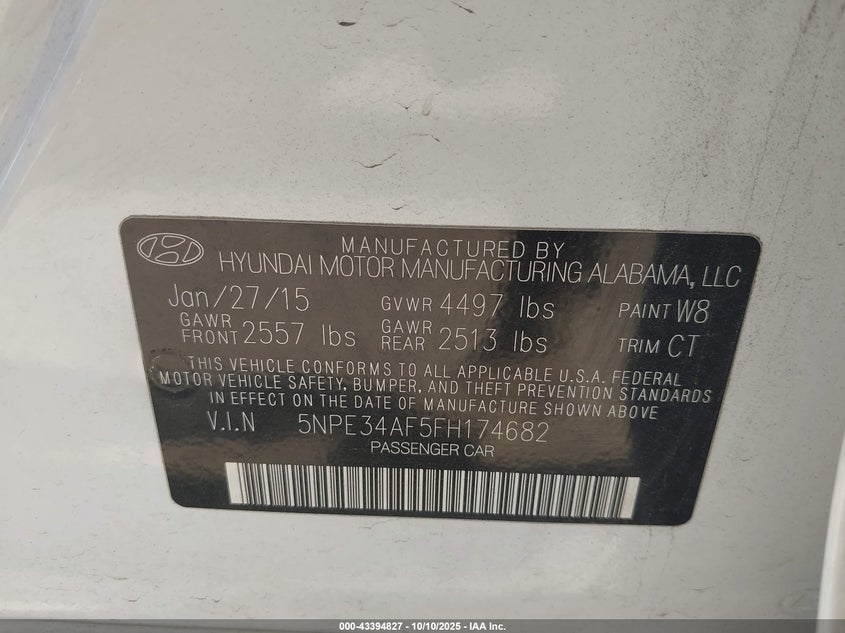 MANUFACTURED BY
HYUNDAI MOTOR MANUFACTURING ALABAMA, LLC
Jan/27/15 GVWR 4497 lbs PAINT W8
GAWR FRONT 2557 lbs GAWR REAR 2513 lbs TRIM CT
THIS VEHICLE CONFORMS TO ALL APPLICABLE U.S.A. FEDERAL
MOTOR VEHICLE SAFETY, BUMPER, AND THEFT PREVENTION STANDARDS
IN EFFECT ON THE DATE OF MANUFACTURE SHOWN ABOVE
V.I.N 5NPE34AF5FH174682
PASSENGER CAR
000-43394827 - 10/10/2025 - IAA Inc.